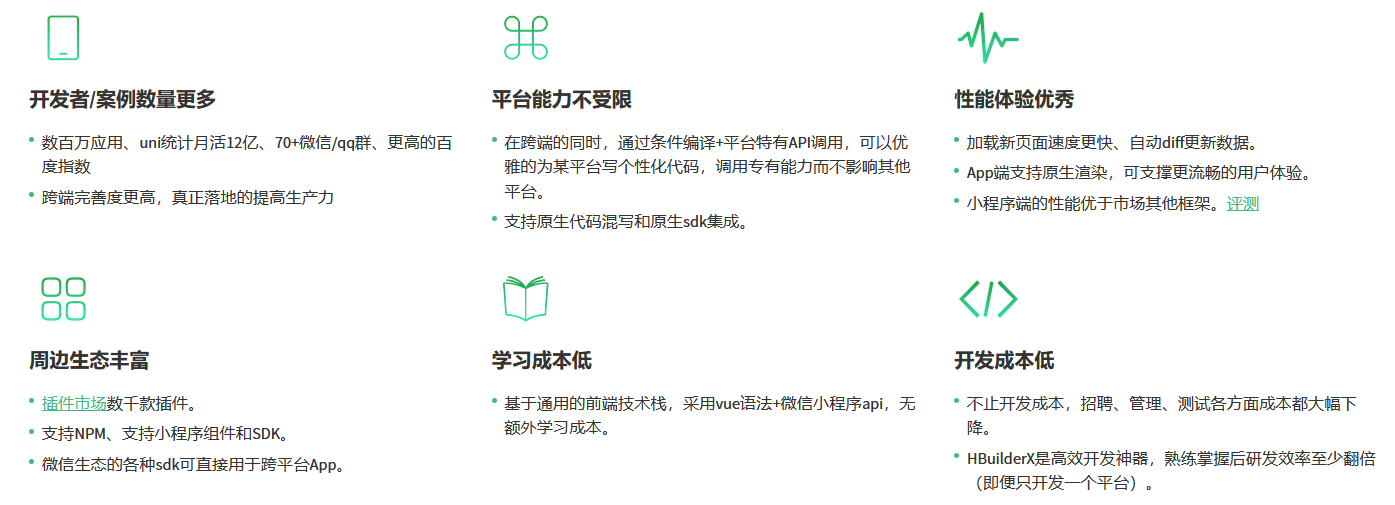 开发者/案例数量更多
数百万应用、uni统计月活12亿、70+微信/qq群、更高的百
度指数
跨端完善度更高，真正落地的提高生产力
平台能力不受限
在跨端的同时，通过条件编译+平台特有API调用，可以优
雅的为某平台写个性化代码，调用专有能力而不影响其他
平台。
支持原生代码混写和原生sdk集成。
性能体验优秀
加载新页面速度更快、自动diff更新数据。
App端支持原生渲染，可支撑更流畅的用户体验。
小程序端的性能优于市场其他框架。评测
周边生态丰富
插件市场数千款插件。
支持NPM、支持小程序组件和SDK。
微信生态的各种sdk可直接用于跨平台App。
学习成本低
基于通用的前端技术栈，采用vue语法+微信小程序api，无
额外学习成本。
开发成本低
不止开发成本，招聘、管理、测试各方面成本都大幅下
降。
HBuilderX是高效开发神器，熟练掌握后研发效率至少翻倍
（即便只开发一个平台）。